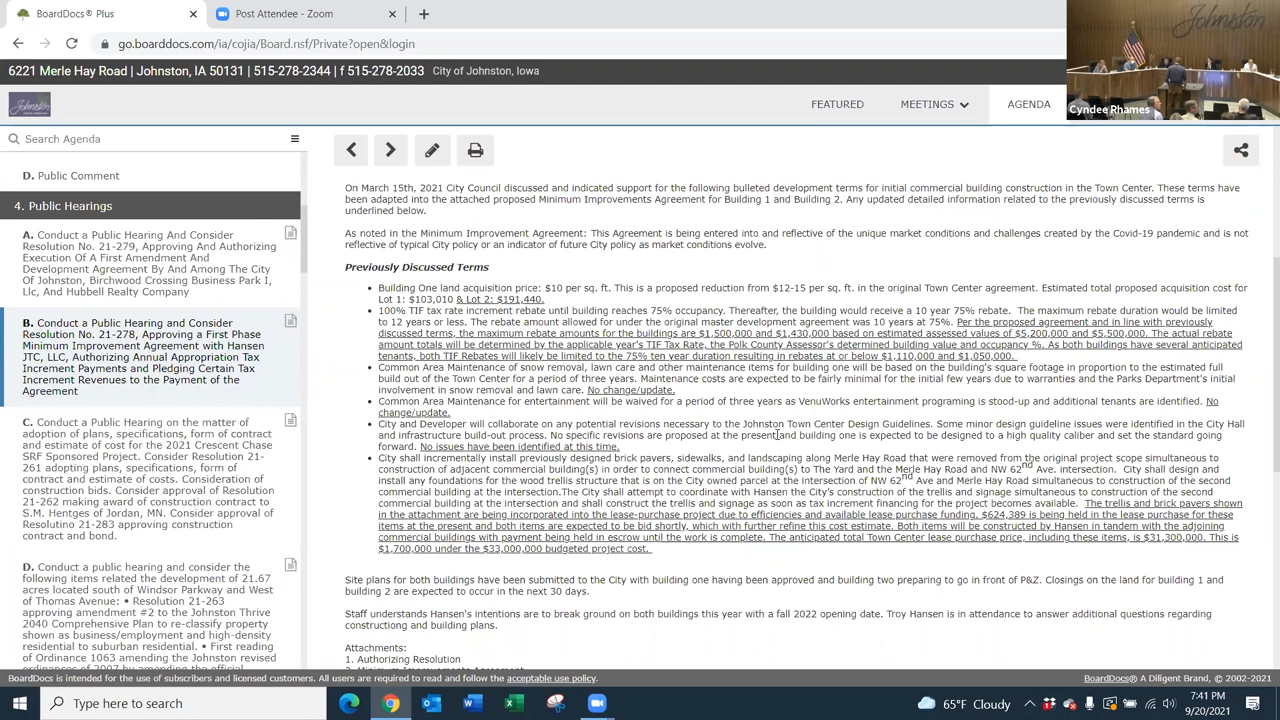 BoardDocs® Plus
Post Attendee - Zoom
go.boarddocs.com/ia/cojia/Board.nsf/Private?open&login
Johnston
Cyndee Rhames
6221 Merle Hay Road | Johnston, IA 50131 | 515-278-2344 | f 515-278-2033 City of Johnston, Iowa
Johnston
FEATURED MEETINGS AGENDA
Search Agenda
D. Public Comment
4. Public Hearings
A. Conduct a Public Hearing And Consider
Resolution No. 21-279, Approving And Authorizing
Execution Of A First Amendment And
Development Agreement By And Among The City
Of Johnston, Birchwood Crossing Business Park I,
Llc, And Hubbell Realty Company
B. Conduct a Public Hearing and Consider
Resolution No. 21-278, Approving a First Phase
Minimum Improvement Agreement with Hansen
JTC, LLC, Authorizing Annual Appropriation Tax
Increment Payments and Pledging Certain Tax
Increment Revenues to the Payment of the
Agreement
C. Conduct a Public Hearing on the matter of
adoption of plans, specifications, form of contract
and estimate of cost for the 2021 Crescent Chase
SRF Sponsored Project. Consider Resolution 21-
261 adopting plans, specifications, form of
contract and estimate of costs. Consideration of
construction bids. Consider approval of Resolution
21-262 making award of construction contract to
S.M. Hentges of Jordan, MN. Consider approval of
Resolution 21-283 approving construction
contract and bond.
D. Conduct a public hearing and consider the
following items related the development of 21.67
acres located south of Windsor Parkway and West
of Thomas Avenue: • Resolution 21-263
approving amendment #2 to the Johnston Thrive
2040 Comprehensive Plan to re-classify property
shown as business/employment and high-density
residential to suburban residential. • First reading
of Ordinance 1063 amending the Johnston revised
ordinances of 2007 by amending the official
On March 15th, 2021 City Council discussed and indicated support for the following bulleted development terms for initial commercial building construction in the Town Center. These terms have
been adapted into the attached proposed Minimum Improvements Agreement for Building 1 and Building 2. Any updated detailed information related to the previously discussed terms is
underlined below.
As noted in the Minimum Improvement Agreement: This Agreement is being entered into and reflective of the unique market conditions and challenges created by the Covid-19 pandemic and is not
reflective of typical City policy or an indicator of future City policy as market conditions evolve.
Previously Discussed Terms
• Building One land acquisition price: $10 per sq. ft. This is a proposed reduction from $12-15 per sq. ft. in the original Town Center agreement. Estimated total proposed acquisition cost for
Lot 1: $103,010 & Lot 2: $191,440.
• 100% TIF tax rate increment rebate until building reaches 75% occupancy. Thereafter, the building would receive a 10 year 75% rebate. The maximum rebate duration would be limited
to 12 years or less. The rebate amount allowed for under the original master development agreement was 10 years at 75%. Per the proposed agreement and in line with previously
discussed terms, the maximum rebate amounts for the buildings are $1,500,000 and $1,430,000 based on estimated assessed values of $5,200,000 and $5,500,000. The actual rebate
amount totals will be determined by the applicable year's TIF Tax Rate, the Polk County Assessor's determined building value and occupancy %. As both buildings have several anticipated
tenants, both TIF Rebates will likely be limited to the 75% ten year duration resulting in rebates at or below $1,110,000 and $1,050,000.
• Common Area Maintenance of snow removal, lawn care and other maintenance items for building one will be based on the building's square footage in proportion to the estimated full
build out of the Town Center for a period of three years. Maintenance costs are expected to be fairly minimal for the initial few years due to warranties and the Parks Department's initial
involvement in snow removal and lawn care. No change/update.
• Common Area Maintenance for entertainment will be waived for a period of three years as VenuWorks entertainment programing is stood-up and additional tenants are identified. No
change/update.
• City and Developer will collaborate on any potential revisions necessary to the Johnston Town Center Design Guidelines. Some minor design guideline issues were identified in the City Hall
and infrastructure build-out process. No specific revisions are proposed at the present and building one is expected to be designed to a high quality caliber and set the standard going
forward. No issues have been identified at this time.
• City shall incrementally install previously designed brick pavers, sidewalks, and landscaping along Merle Hay Road that were removed from the original project scope simultaneous to
construction of adjacent commercial building(s) in order to connect commercial building(s) to The Yard and the Merle Hay Road and NW 62nd Ave. intersection. City shall design and
install any foundations for the wood trellis structure that is on the City owned parcel at the intersection of NW 62nd Ave and Merle Hay Road simultaneous to construction of the second
commercial building at the intersection.The City shall attempt to coordinate with Hansen the City's construction of the trellis and signage simultaneous to construction of the second
commercial building at the intersection and shall construct the trellis and signage as soon as tax increment financing for the project becomes available. The trellis and brick pavers shown
in the attachment are being incorporated into the lease-purchase project due to efficiencies and available lease purchase funding. $624,389 is being held in the lease-purchase for these
items at the present and both items are expected to be bid shortly, which with further refine this cost estimate. Both items will be constructed by Hansen in tandem with the adjoining
commercial buildings with payment being held in escrow until the work is complete. The anticipated total Town Center lease purchase price, including these items, is $31,300,000. This is
$1,700,000 under the $33,000,000 budgeted project cost.
Site plans for both buildings have been submitted to the City with building one having been approved and building two preparing to go in front of P&Z. Closings on the land for building 1 and
building 2 are expected to occur in the next 30 days.
Staff understands Hansen's intentions are to break ground on both buildings this year with a fall 2022 opening date. Troy Hansen is in attendance to answer additional questions regarding
constructiong and building plans.
Attachments:
1. Authorizing Resolution
BoardDocs is intended for the use of subscribers and licensed customers. All users are required to read and follow the acceptable use policy. BoardDocs® A Diligent Brand, © 2002-2021
Type here to search
65°F Cloudy
7:41 PM
9/20/2021